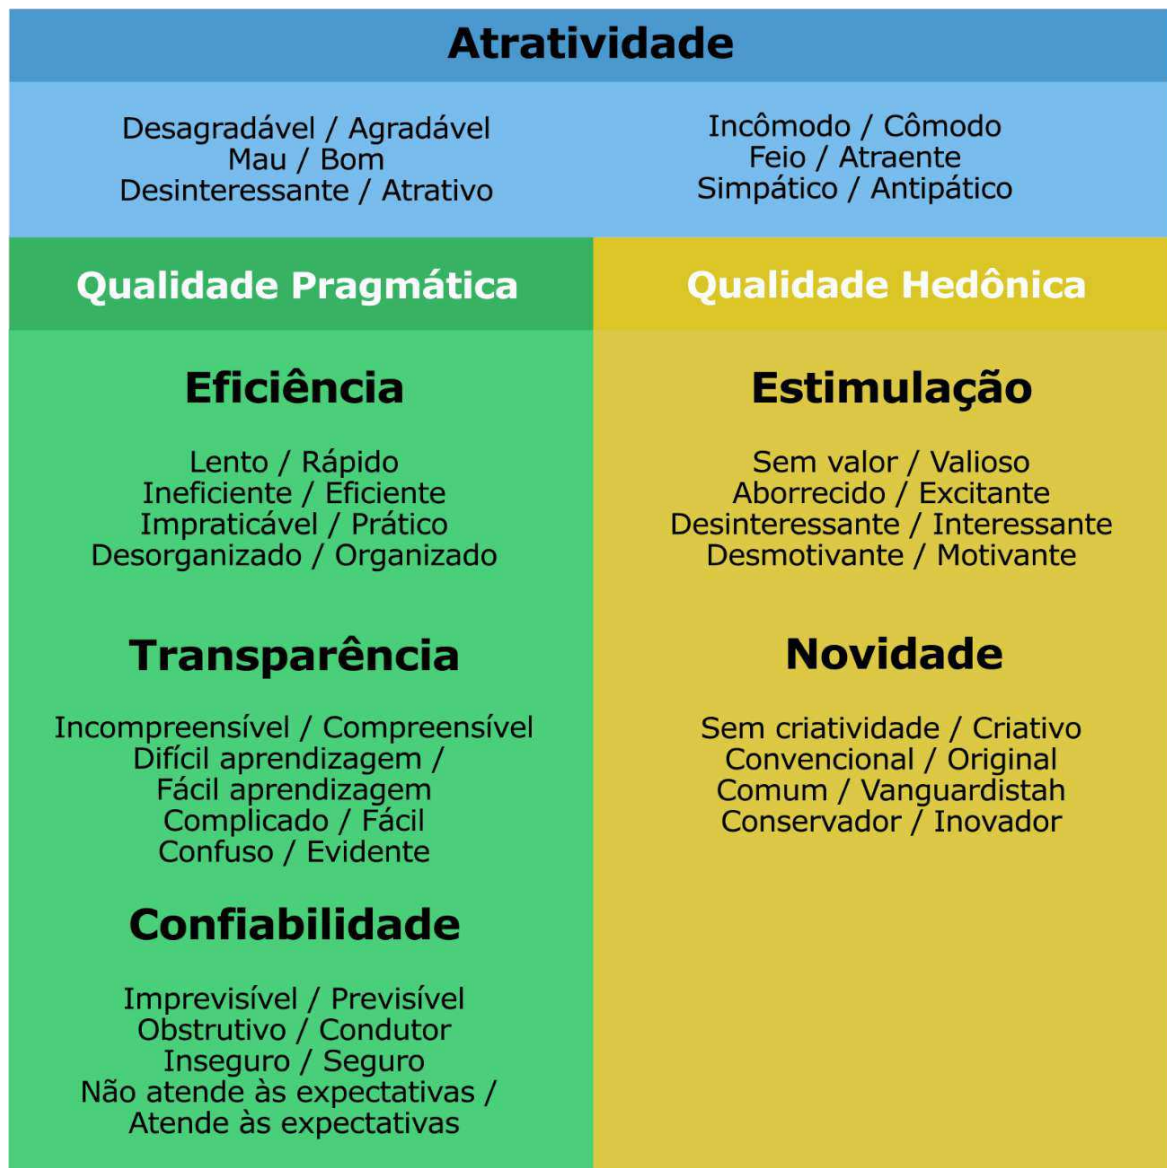 Atratividade
Desagradável / Agradável
Mau / Bom
Desinteressante / Atrativo
Incômodo / Cômodo
Feio / Atraente
Simpático / Antipático
Qualidade Pragmática
Eficiência
Lento / Rápido
Ineficiente / Eficiente
Impraticável / Prático
Desorganizado / Organizado
Transparência
Incompreensível / Compreensível
Difícil aprendizagem /
Fácil aprendizagem
Complicado / Fácil
Confuso / Evidente
Confiabilidade
Imprevisível / Previsível
Obstrutivo / Condutor
Inseguro / Seguro
Não atende às expectativas /
Atende às expectativas
Qualidade Hedônica
Estimulação
Sem valor / Valioso
Aborrecido / Excitante
Desinteressante / Interessante
Desmotivante / Motivante
Novidade
Sem criatividade / Criativo
Convencional / Original
Comum / Vanguardistah
Conservador / Inovador